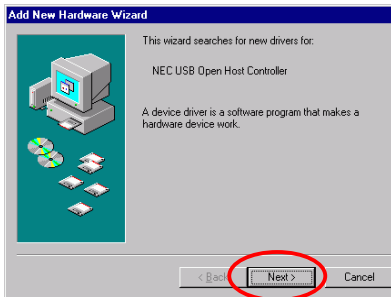 Add New Hardware Wizard
This wizard searches for new drivers for:
NEC USB Open Host Controller
A device driver is a software program that makes a
hardware device work.
< Back
Next >
Cancel